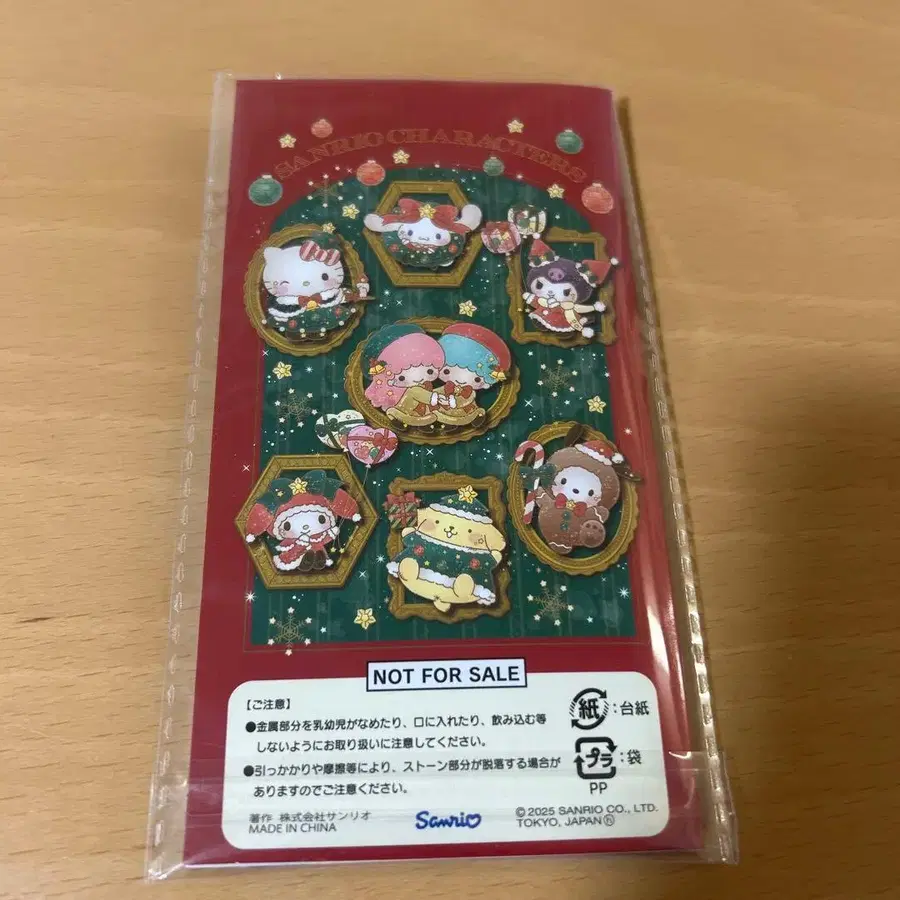 SANRIO CHARACTERS
NOT FOR SALE
【ご注意】
●金属部分を乳幼児がなめたり、口に入れたり、飲み込む等
しないようにお取り扱いに注意してください。
●引っかかりや摩擦等により、ストーン部分が脱落する場合が
ありますのでご注意ください。
紙:台紙
プラ:袋
PP
著作 株式会社サンリオ
MADE IN CHINA
Sanrio
©2025 SANRIO CO., LTD.
TOKYO, JAPAN Ⓗ